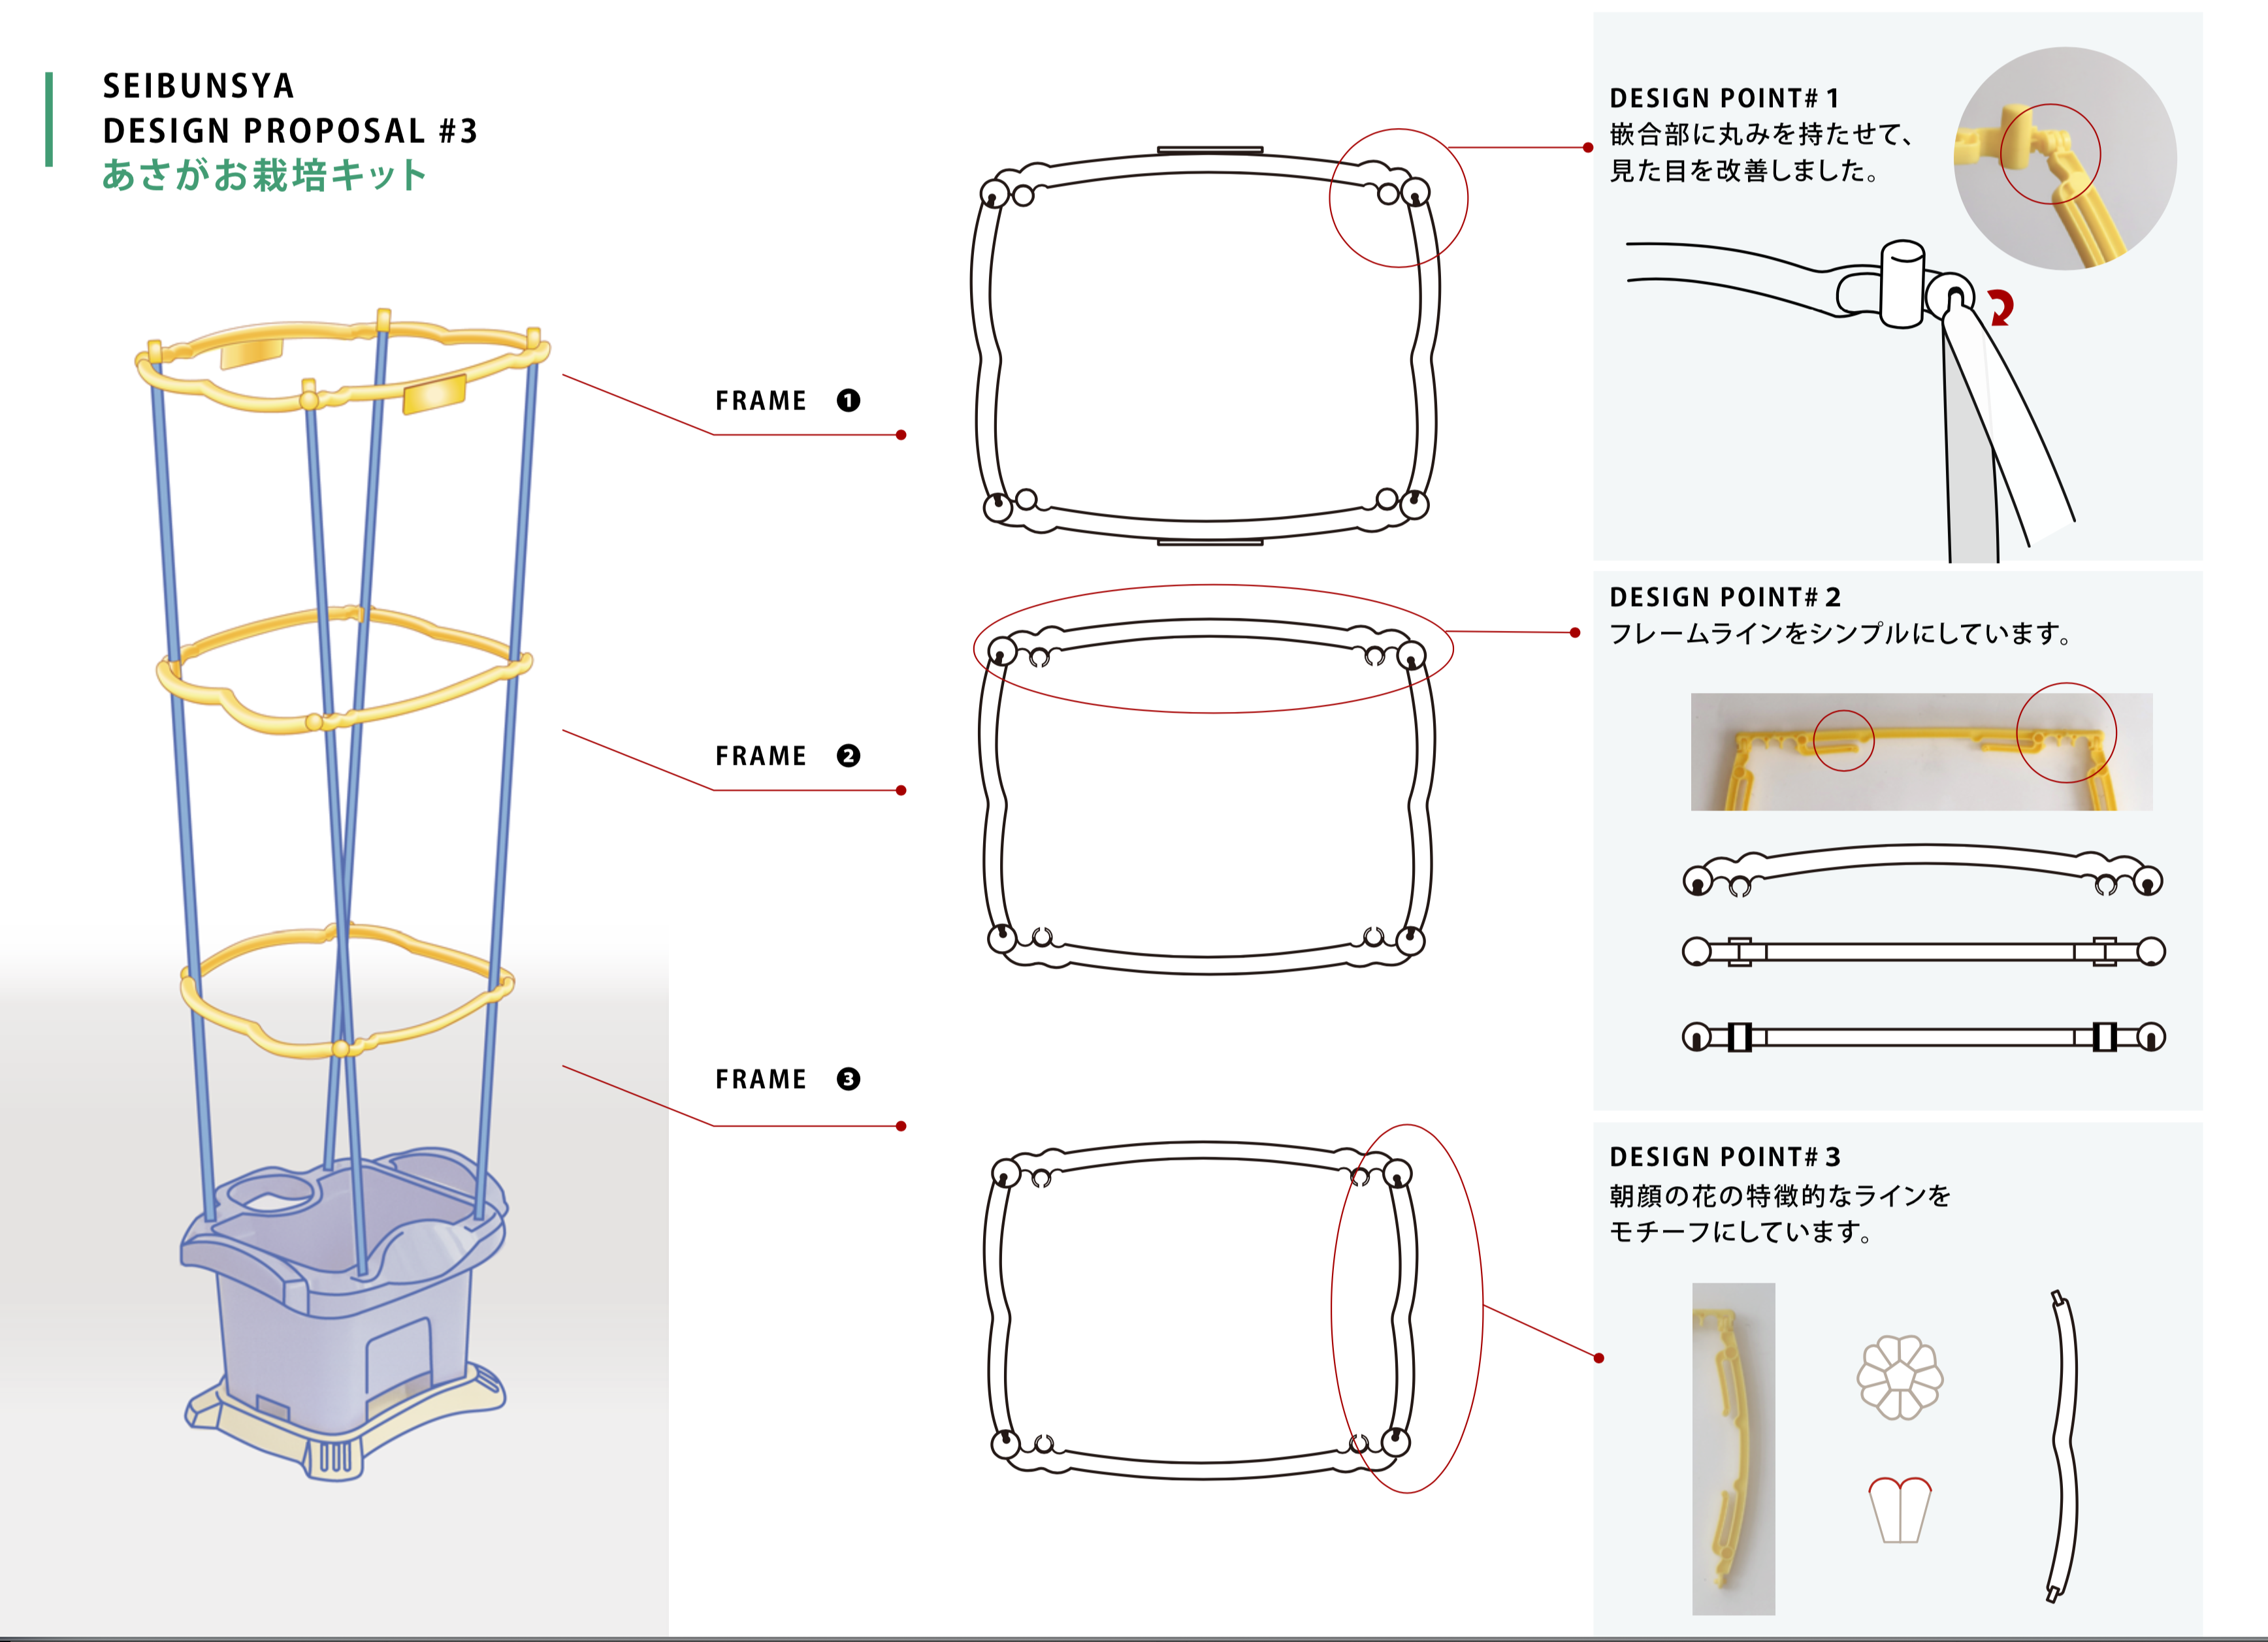 SEIBUNSYA
DESIGN PROPOSAL #3
あさがお栽培キット
FRAME ❶
FRAME ❷
FRAME ❸
DESIGN POINT#1
嵌合部に丸みを持たせて、
見た目を改善しました。
DESIGN POINT#2
フレームラインをシンプルにしています。
DESIGN POINT#3
朝顔の花の特徴的なラインを
モチーフにしています。